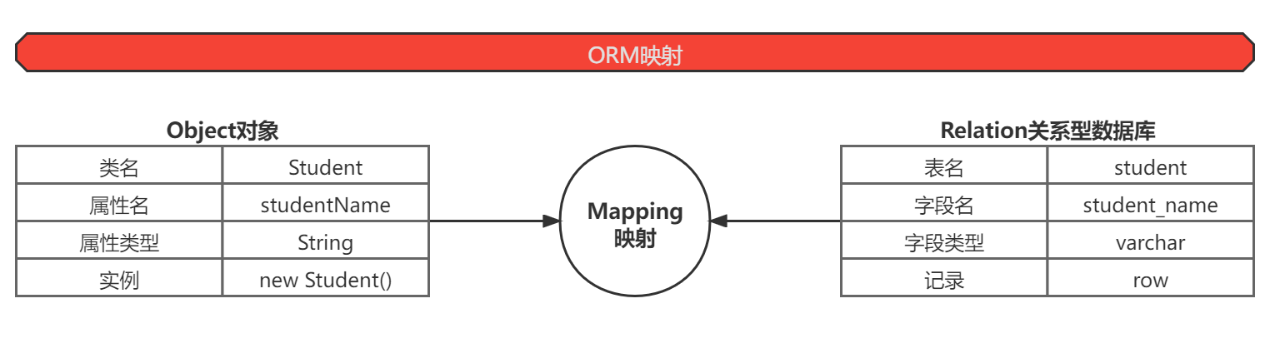 ORM映射
Object对象
类名 Student
属性名 studentName
属性类型 String
实例 new Student()
Mapping
映射
Relation关系型数据库
表名 student
字段名 student_name
字段类型 varchar
记录 row